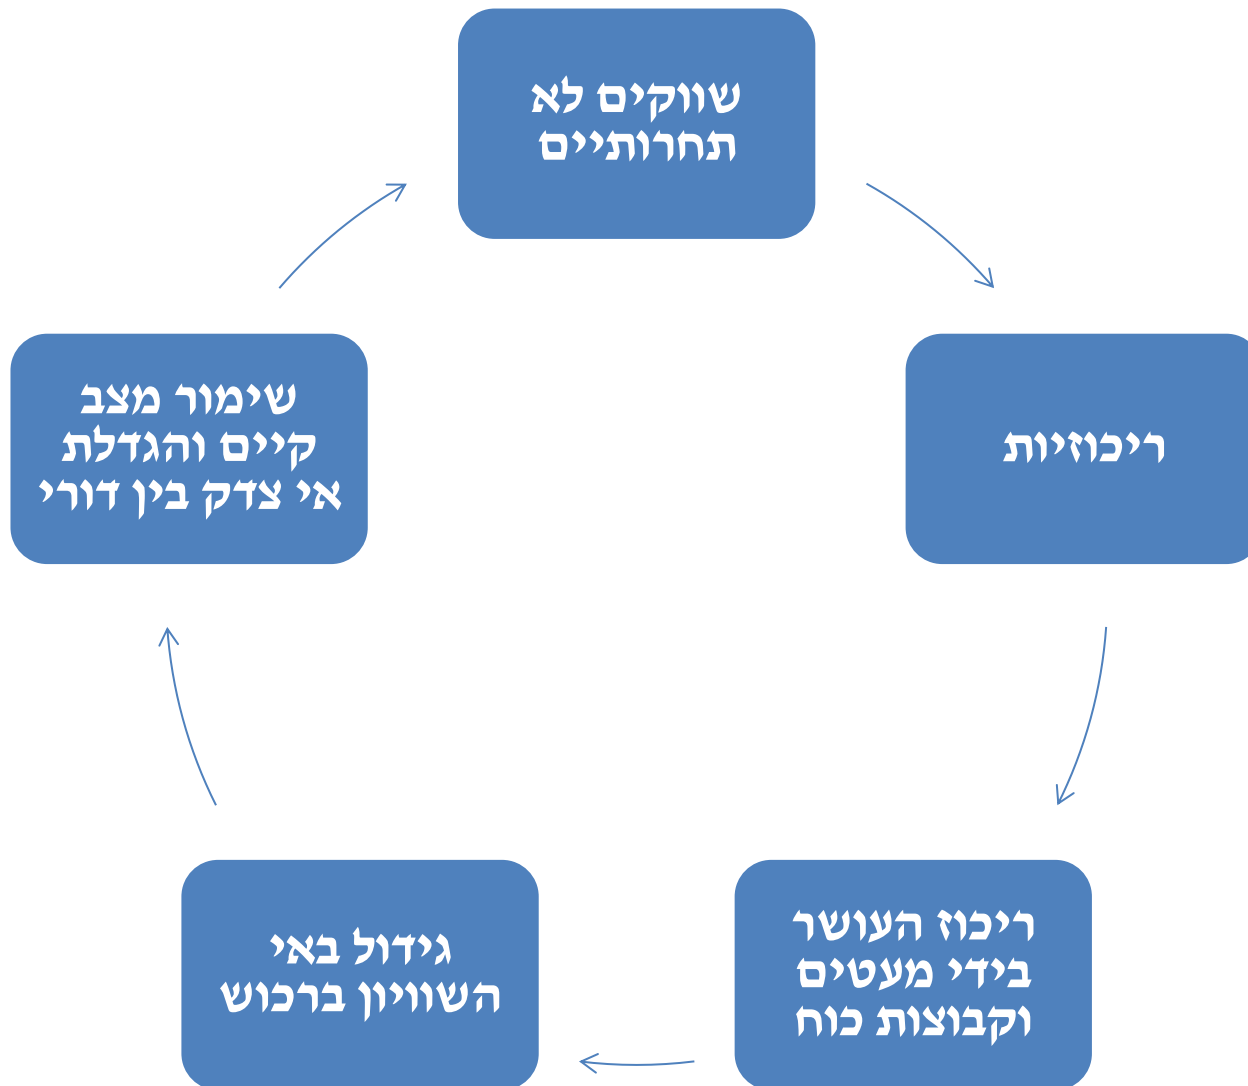 שווקים לא
תחרותיים
ריכוזיות
ריכוז העושר
בידי מעטים
וקבוצות כוח
גידול באי
השוויון ברכוש
שימור מצב
קיים והגדלת
אי צדק בין דורי